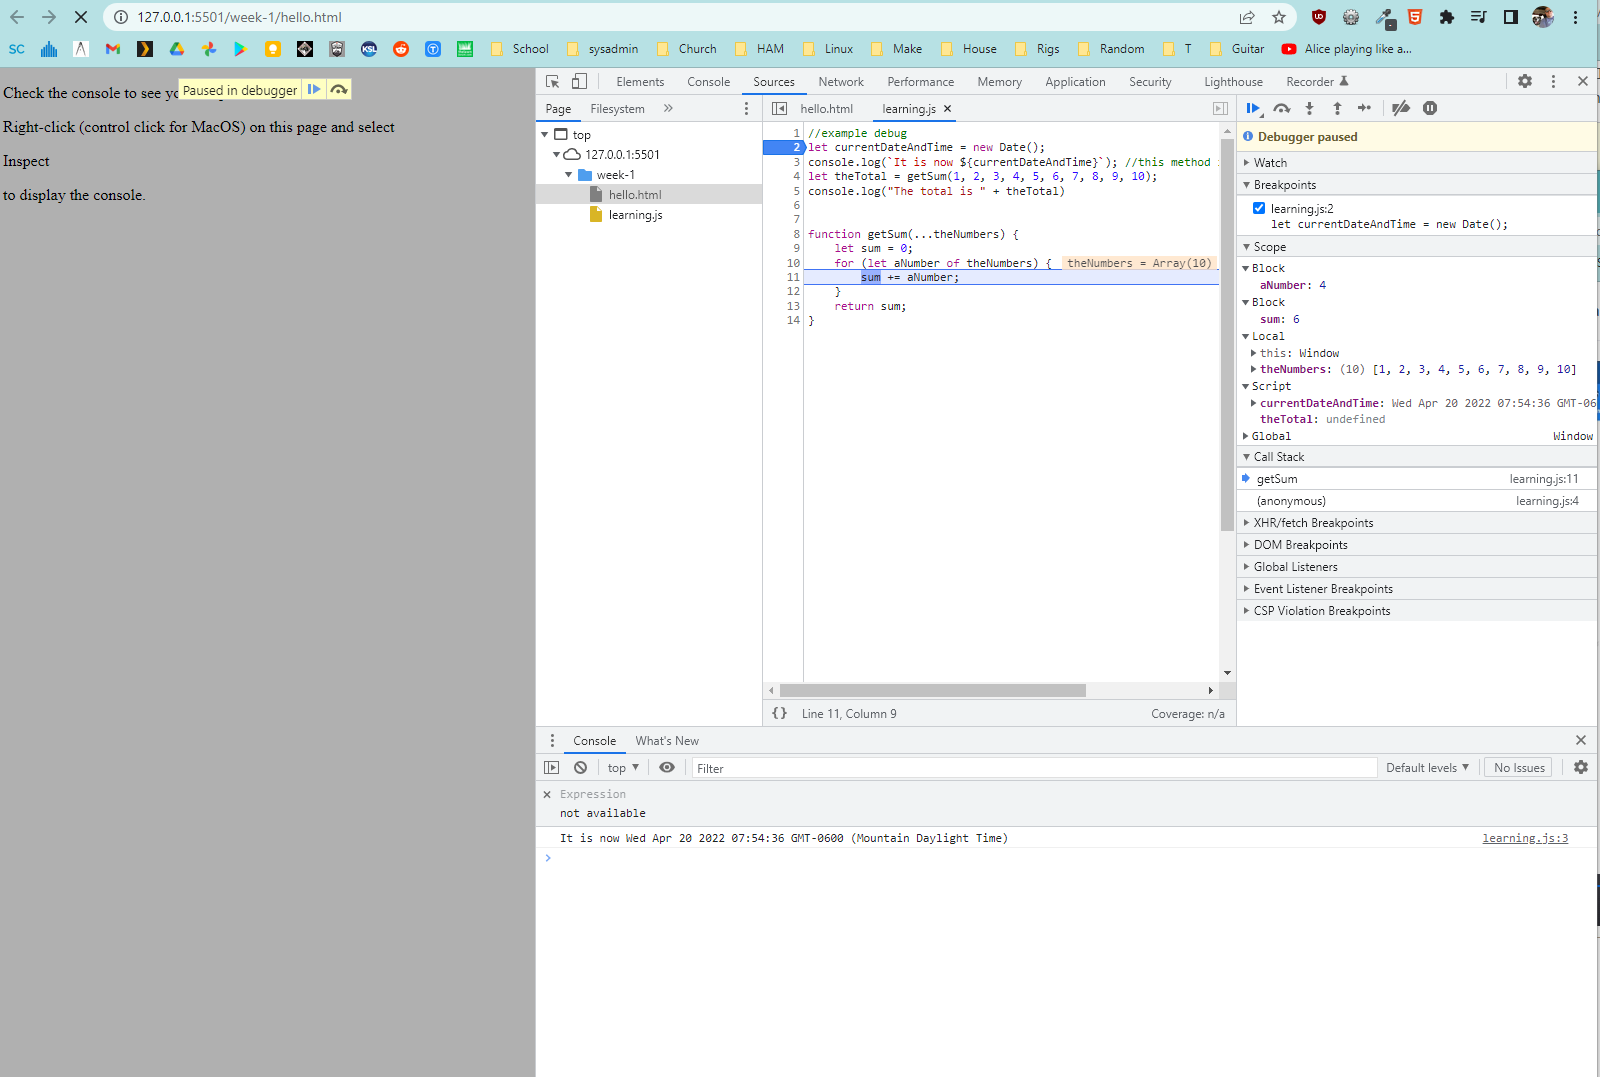 127.0.0.1:5501/week-1/hello.html
SC
School
sysadmin
Church
HAM
Linux
Make
House
Rigs
Random
T
Guitar
Alice playing like a...
Check the console to see yo
Paused in debugger
Right-click (control click for MacOS) on this page and select
Inspect
to display the console.
Elements
Console
Sources
Network
Performance
Memory
Application
Security
Lighthouse
Recorder
Page
Filesystem
top
127.0.0.1:5501
week-1
hello.html
learning.js
hello.html
learning.js
1 //example debug
2 let currentDateAndTime = new Date();
3 console.log(`It is now ${currentDateAndTime}`); //this method
4 let theTotal = getSum(1, 2, 3, 4, 5, 6, 7, 8, 9, 10);
5 console.log("The total is " + theTotal)
6
7
8 function getSum(...theNumbers) {
9 let sum = 0;
10 for (let aNumber of theNumbers) { theNumbers = Array(10)
11 sum += aNumber;
12 }
13 return sum;
14 }
{} Line 11, Column 9
Coverage: n/a
Debugger paused
Watch
Breakpoints
learning.js:2
let currentDateAndTime = new Date();
Scope
Block
aNumber: 4
Block
sum: 6
Local
this: Window
theNumbers: (10) [1, 2, 3, 4, 5, 6, 7, 8, 9, 10]
Script
currentDateAndTime: Wed Apr 20 2022 07:54:36 GMT-06
theTotal: undefined
Global Window
Call Stack
getSum learning.js:11
(anonymous) learning.js:4
XHR/fetch Breakpoints
DOM Breakpoints
Global Listeners
Event Listener Breakpoints
CSP Violation Breakpoints
Console
What's New
top
Filter
Default levels
No Issues
Expression
not available
It is now Wed Apr 20 2022 07:54:36 GMT-0600 (Mountain Daylight Time) learning.js:3